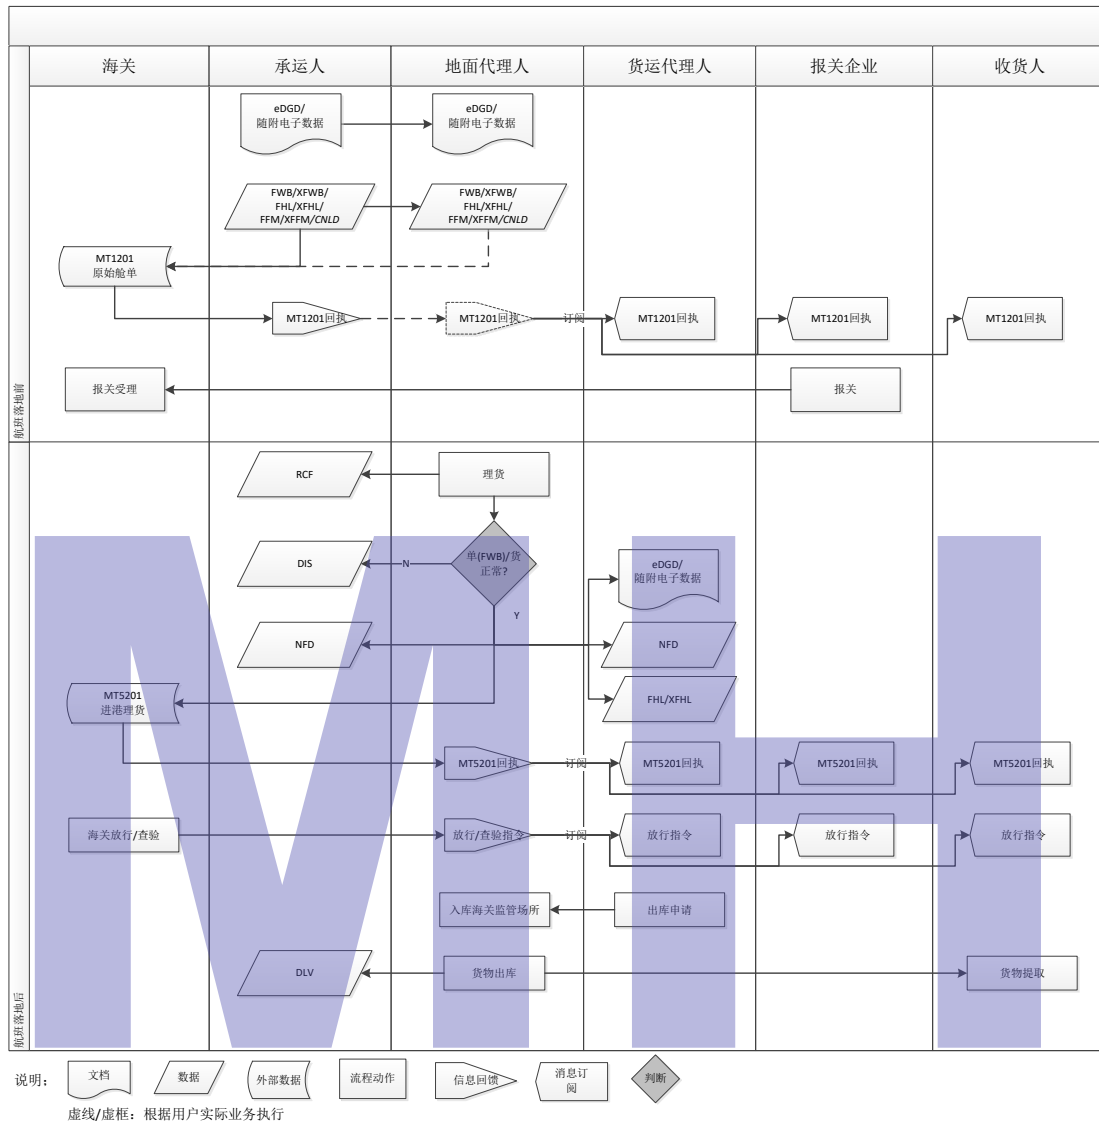 海关
承运人
地面代理人
货运代理人
报关企业
收货人
eDGD/
随附电子数据
eDGD/
随附电子数据
FWB/XFWB/
FHL/XFHL/
FFM/XFFM/CNLD
FWB/XFWB/
FHL/XFHL/
FFM/XFFM/CNLD
MT1201
原始舱单
MT1201回执
MT1201回执
订阅
MT1201回执
MT1201回执
MT1201回执
报关受理
报关
航班落地前
RCF
理货
DIS
N
单(FWB)/货
正常?
Y
eDGD/
随附电子数据
NFD
NFD
MT5201
进港理货
FHL/XFHL
MT5201回执
订阅
MT5201回执
MT5201回执
MT5201回执
海关放行/查验
放行/查验指令
订阅
放行指令
放行指令
放行指令
入库海关监管场所
出库申请
DLV
货物出库
货物提取
航班落地后
说明：
文档
数据
外部数据
流程动作
信息回馈
消息订
阅
判断
虚线/虚框：根据用户实际业务执行